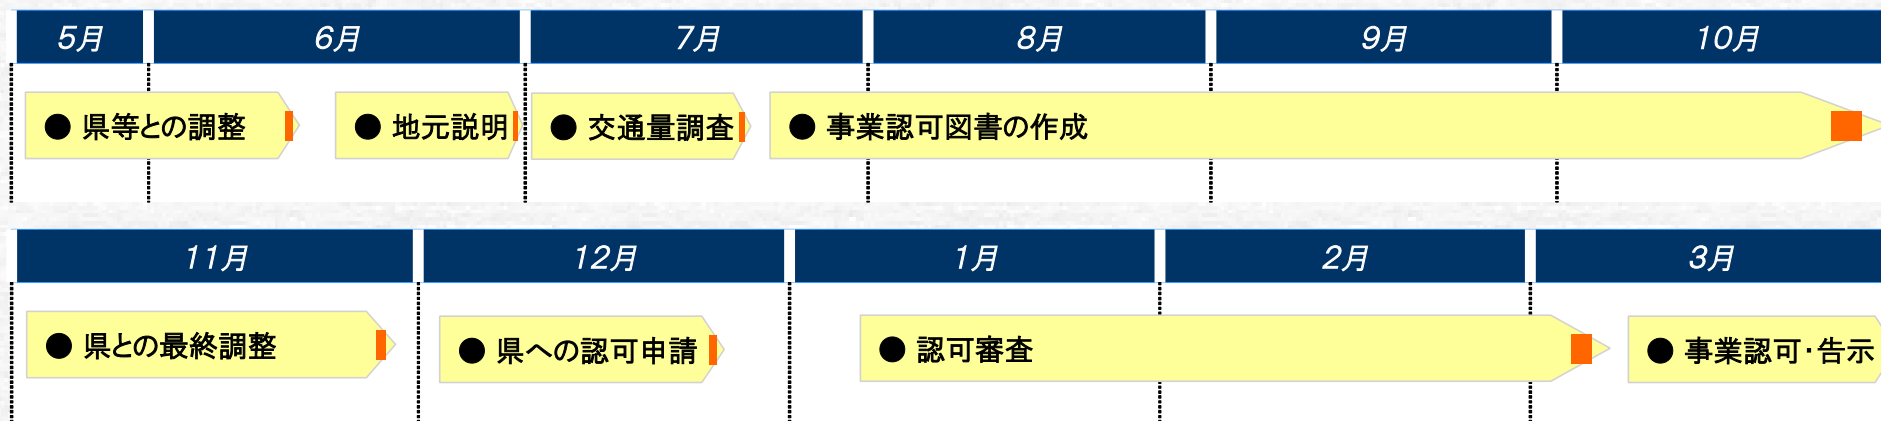 5月 6月 7月 8月 9月 10月
● 県等との調整 ● 地元説明 ● 交通量調査 ● 事業認可図書の作成
11月 12月 1月 2月 3月
● 県との最終調整 ● 県への認可申請 ● 認可審査 ● 事業認可・告示